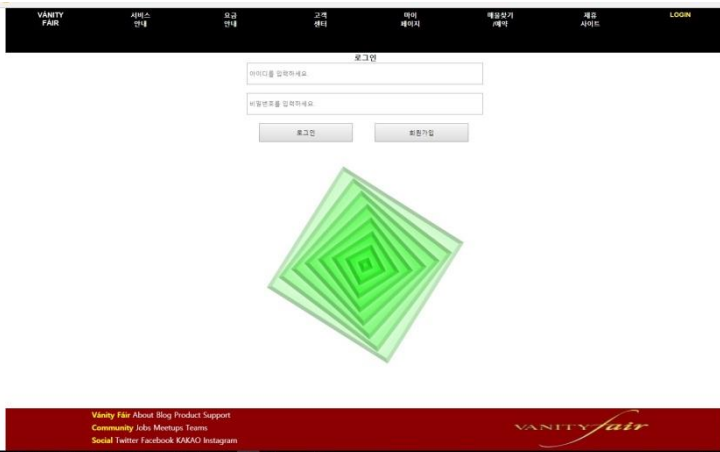 VÁNITY
FÁIR
서비스
안내
요금
안내
고객
센터
마이
페이지
매물찾기
/예약
제휴
사이트
LOGIN
로그인
아이디를 입력하세요.
비밀번호를 입력하세요.
로그인
회원가입
Vánity Fáir About Blog Product Support
Community Jobs Meetups Teams
Social Twitter Facebook KAKAO Instagram
VANITY fair